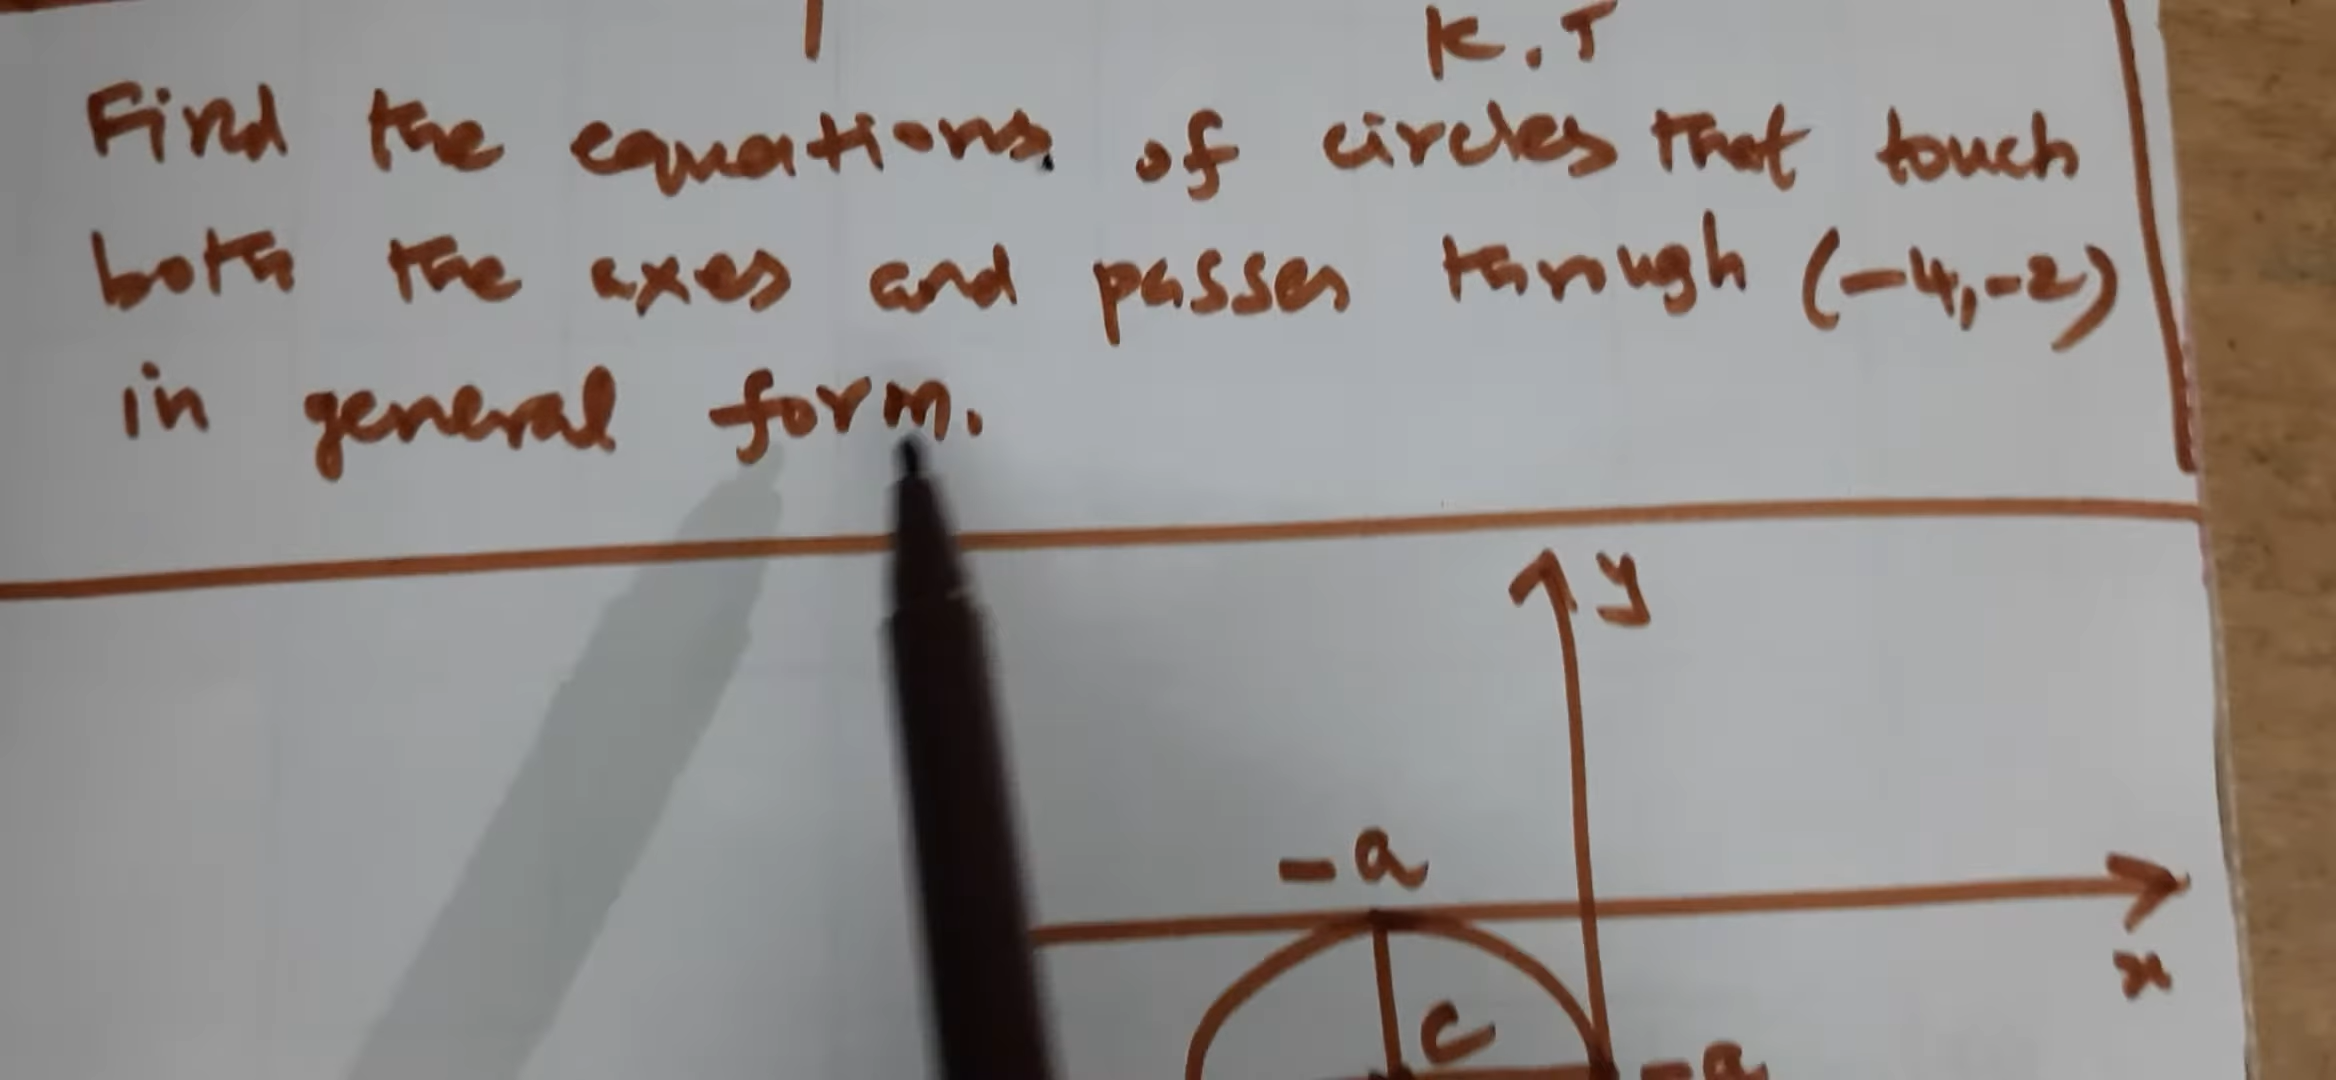 K.T
Find the equations of circles that touch
both the axes and passes through (-4,-2)
in general form.
y
-a
x
C
-a